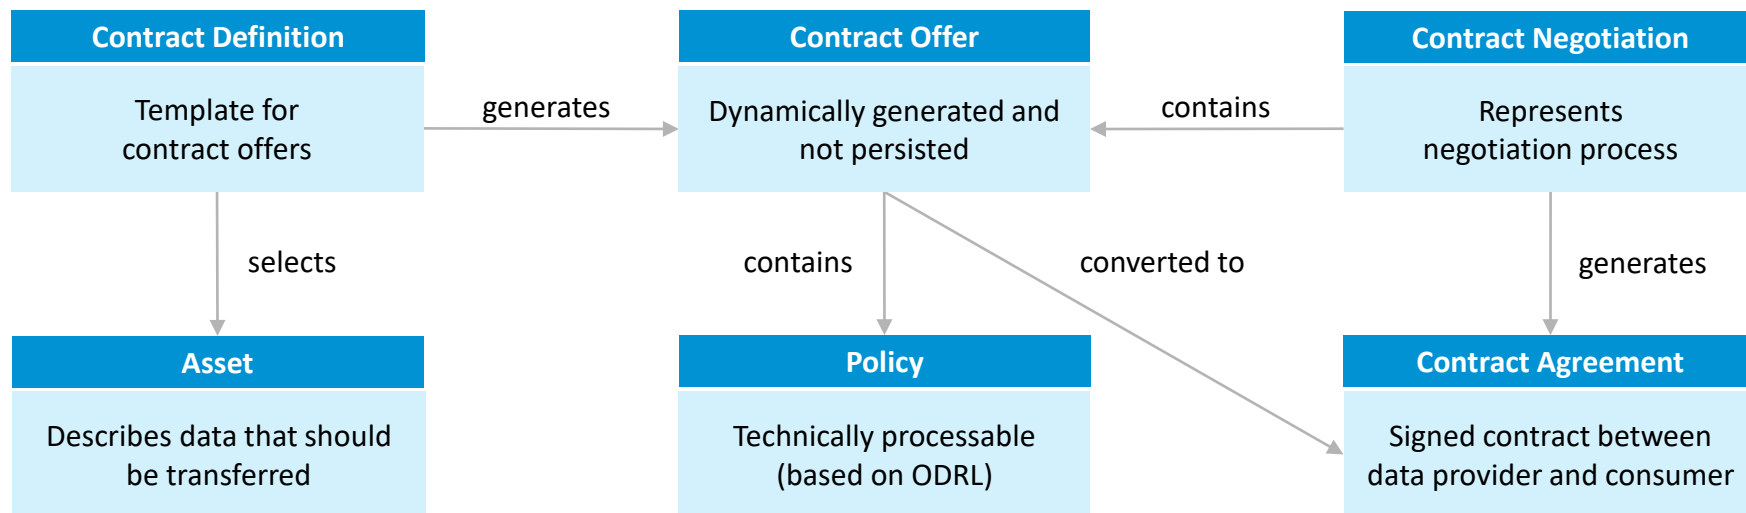 Contract Definition
Template for
contract offers
generates
Contract Offer
Dynamically generated and
not persisted
contains
Contract Negotiation
Represents
negotiation process
selects
contains
converted to
generates
Asset
Describes data that should
be transferred
Policy
Technically processable
(based on ODRL)
Contract Agreement
Signed contract between
data provider and consumer